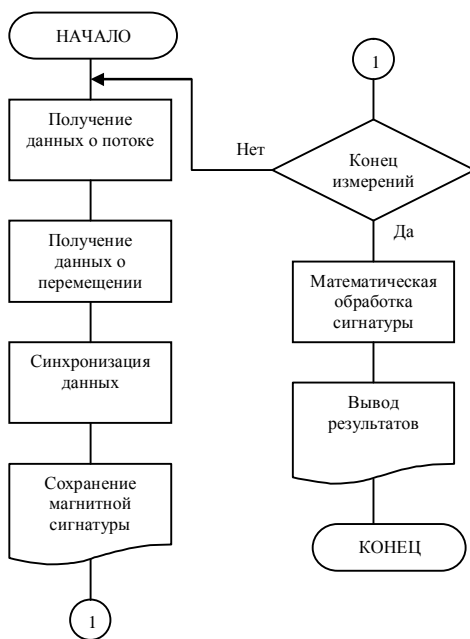 НАЧАЛО
Получение
данных о потоке
Получение
данных о
перемещении
Синхронизация
данных
Сохранение
магнитной
сигнатуры
1
1
Конец
измерений
Нет
Да
Математическая
обработка
сигнатуры
Вывод
результатов
КОНЕЦ